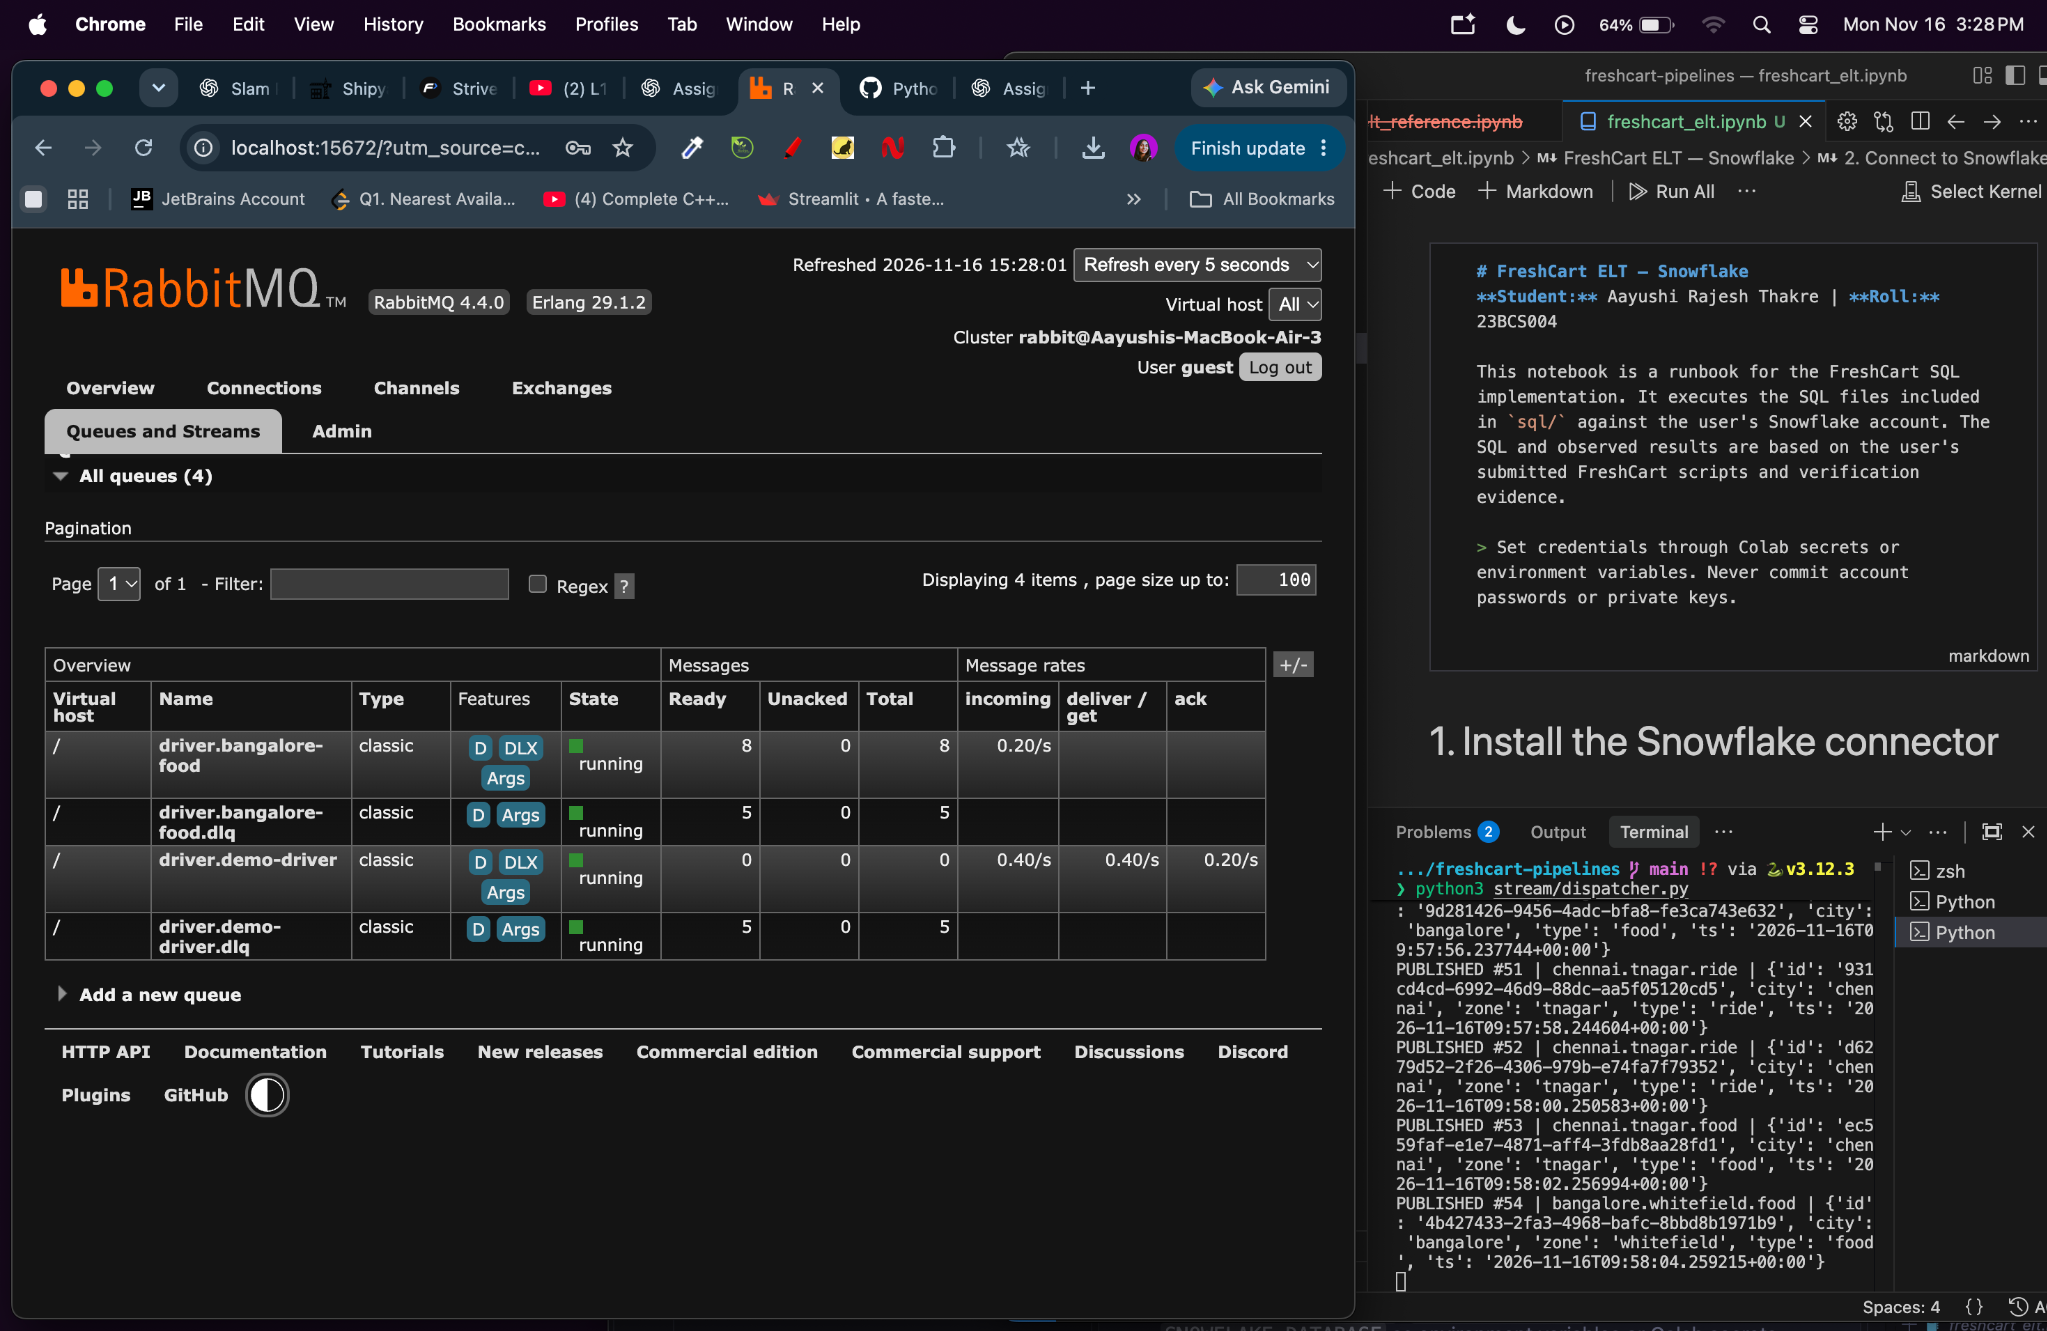 Chrome File Edit View History Bookmarks Profiles Tab Window Help
64% Mon Nov 16 3:28 PM
Slam Shipy Strive (2) L1 Assig R Pytho Assig Ask Gemini
localhost:15672/?utm_source=c... Finish update
JB JetBrains Account Q1. Nearest Availa... (4) Complete C++... Streamlit • A faste... » All Bookmarks
RabbitMQ TM RabbitMQ 4.4.0 Erlang 29.1.2
Refreshed 2026-11-16 15:28:01 Refresh every 5 seconds
Virtual host All
Cluster rabbit@Aayushis-MacBook-Air-3
User guest Log out
Overview Connections Channels Exchanges
Queues and Streams Admin
All queues (4)
Pagination
Page 1 of 1 - Filter: Regex ? Displaying 4 items , page size up to: 100
Overview Messages Message rates +/-
Virtual host Name Type Features State Ready Unacked Total incoming deliver / get ack
/ driver.bangalore-food classic D DLX Args running 8 0 8 0.20/s
/ driver.bangalore-food.dlq classic D Args running 5 0 5
/ driver.demo-driver classic D DLX Args running 0 0 0 0.40/s 0.40/s 0.20/s
/ driver.demo-driver.dlq classic D Args running 5 0 5
Add a new queue
HTTP API Documentation Tutorials New releases Commercial edition Commercial support Discussions Discord
Plugins GitHub
freshcart-pipelines — freshcart_elt.ipynb
lt_reference.ipynb freshcart_elt.ipynb U
eshcart_elt.ipynb > M↓ FreshCart ELT — Snowflake > M↓ 2. Connect to Snowflake
+ Code + Markdown Run All ... Select Kernel
# FreshCart ELT — Snowflake
**Student:** Aayushi Rajesh Thakre | **Roll:**
23BCS004
This notebook is a runbook for the FreshCart SQL
implementation. It executes the SQL files included
in `sql/` against the user's Snowflake account. The
SQL and observed results are based on the user's
submitted FreshCart scripts and verification
evidence.
> Set credentials through Colab secrets or
environment variables. Never commit account
passwords or private keys.
markdown
1. Install the Snowflake connector
Problems 2 Output Terminal ...
.../freshcart-pipelines main !? via v3.12.3
❯ python3 stream/dispatcher.py
: '9d281426-9456-4adc-bfa8-fe3ca743e632', 'city':
'bangalore', 'type': 'food', 'ts': '2026-11-16T0
9:57:56.237744+00:00'}
PUBLISHED #51 | chennai.tnagar.ride | {'id': '931
cd4cd-6992-46d9-88dc-aa5f05120cd5', 'city': 'chen
nai', 'zone': 'tnagar', 'type': 'ride', 'ts': '20
26-11-16T09:57:58.244604+00:00'}
PUBLISHED #52 | chennai.tnagar.ride | {'id': 'd62
79d52-2f26-4306-979b-e74fa7f79352', 'city': 'chen
nai', 'zone': 'tnagar', 'type': 'ride', 'ts': '20
26-11-16T09:58:00.250583+00:00'}
PUBLISHED #53 | chennai.tnagar.food | {'id': 'ec5
59faf-e1e7-4871-aff4-3fdb8aa28fd1', 'city': 'chen
nai', 'zone': 'tnagar', 'type': 'food', 'ts': '20
26-11-16T09:58:02.256994+00:00'}
PUBLISHED #54 | bangalore.whitefield.food | {'id'
: '4b427433-2fa3-4968-bafc-8bbd8b1971b9', 'city':
'bangalore', 'zone': 'whitefield', 'type': 'food
', 'ts': '2026-11-16T09:58:04.259215+00:00'}
zsh
Python
Python
Spaces: 4 {}